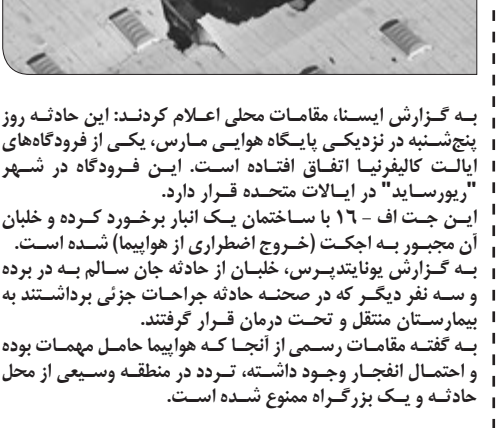 به گزارش ایسنا، مقامات محلی اعلام کردند: این حادثه روز
پنج‌شنبه در نزدیکی پایگاه هوایی مارس، یکی از فرودگاه‌های
ایالت کالیفرنیا اتفاق افتاده است. این فرودگاه در شهر
"ریورساید" در ایالات متحده قرار دارد.
این جت اف - ۱۶ با ساختمان یک انبار برخورد کرده و خلبان
آن مجبور به اجکت (خروج اضطراری از هواپیما) شده است.
به گزارش یونایتدپرس، خلبان از حادثه جان سالم به در برده
و سه نفر دیگر که در صحنه حادثه جراحات جزئی برداشتند به
بیمارستان منتقل و تحت درمان قرار گرفتند.
به گفته مقامات رسمی از آنجا که هواپیما حامل مهمات بوده
و احتمال انفجار وجود داشته، تردد در منطقه وسیعی از محل
حادثه و یک بزرگراه ممنوع شده است.